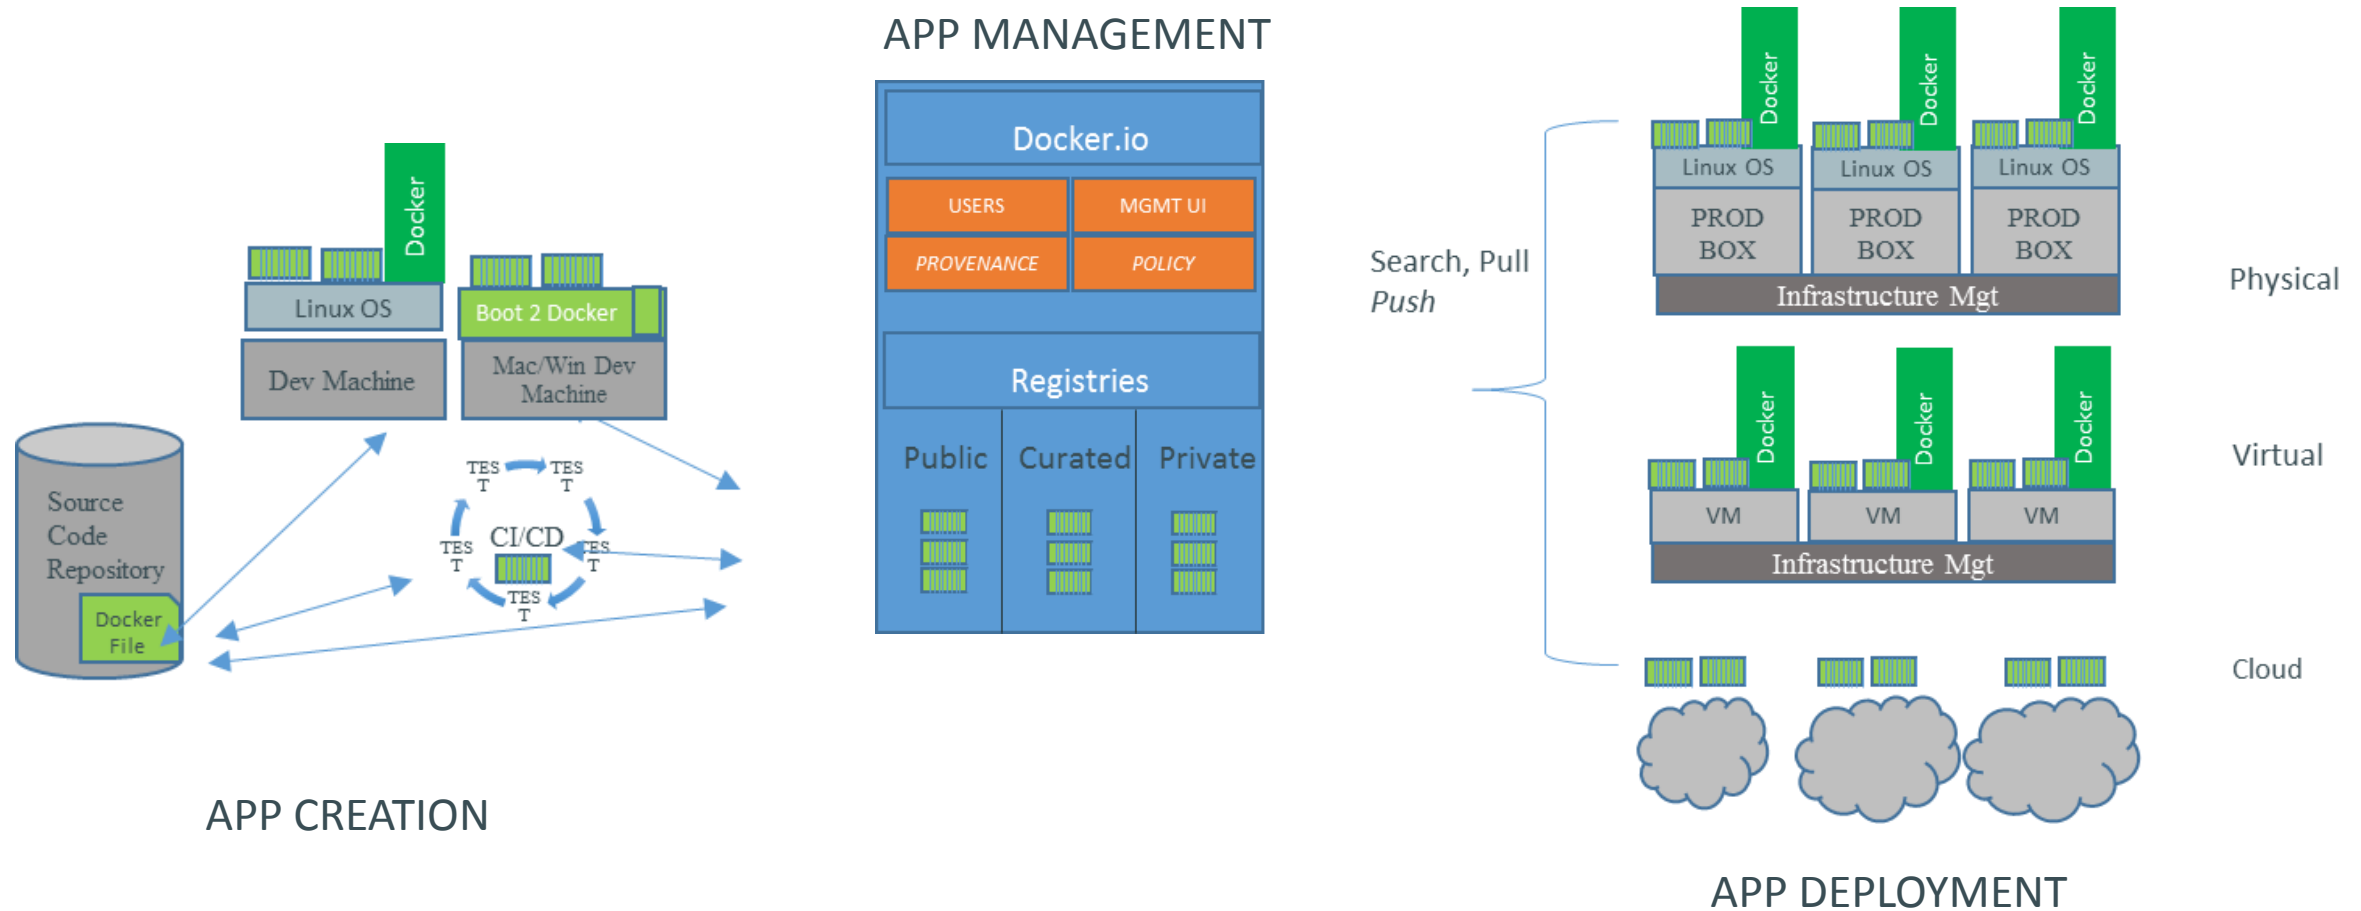 APP MANAGEMENT
Docker
Linux OS
Dev Machine
Boot 2 Docker
Mac/Win Dev
Machine
Source
Code
Repository
Docker
File
TES
T
TES
T
TES
T
TES
T
TES
T
CI/CD
APP CREATION
Docker.io
USERS
MGMT UI
PROVENANCE
POLICY
Registries
Public
Curated
Private
Search, Pull
Push
Docker
Docker
Docker
Linux OS
Linux OS
Linux OS
PROD
BOX
PROD
BOX
PROD
BOX
Infrastructure Mgt
Physical
Docker
Docker
Docker
VM
VM
VM
Infrastructure Mgt
Virtual
Cloud
APP DEPLOYMENT